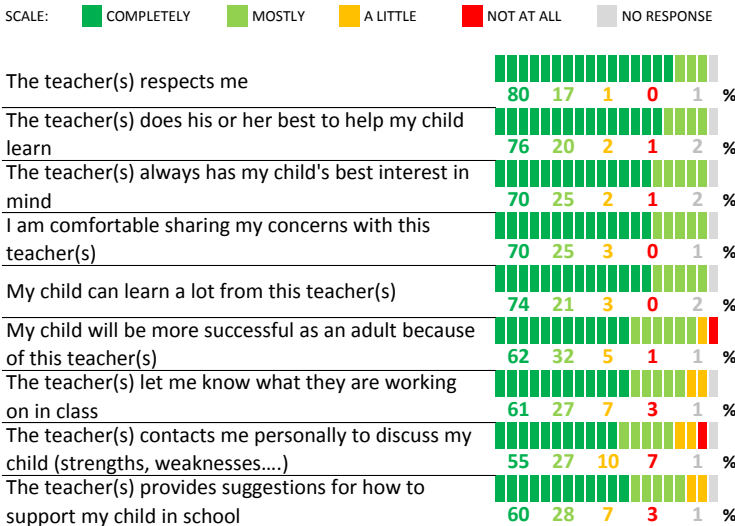 SCALE: COMPLETELY MOSTLY A LITTLE NOT AT ALL NO RESPONSE
The teacher(s) respects me
80 17 1 0 1 %
The teacher(s) does his or her best to help my child
learn
76 20 2 1 2 %
The teacher(s) always has my child's best interest in
mind
70 25 2 1 2 %
I am comfortable sharing my concerns with this
teacher(s)
70 25 3 0 1 %
My child can learn a lot from this teacher(s)
74 21 3 0 2 %
My child will be more successful as an adult because
of this teacher(s)
62 32 5 1 1 %
The teacher(s) let me know what they are working
on in class
61 27 7 3 1 %
The teacher(s) contacts me personally to discuss my
child (strengths, weaknesses....)
55 27 10 7 1 %
The teacher(s) provides suggestions for how to
support my child in school
60 28 7 3 1 %